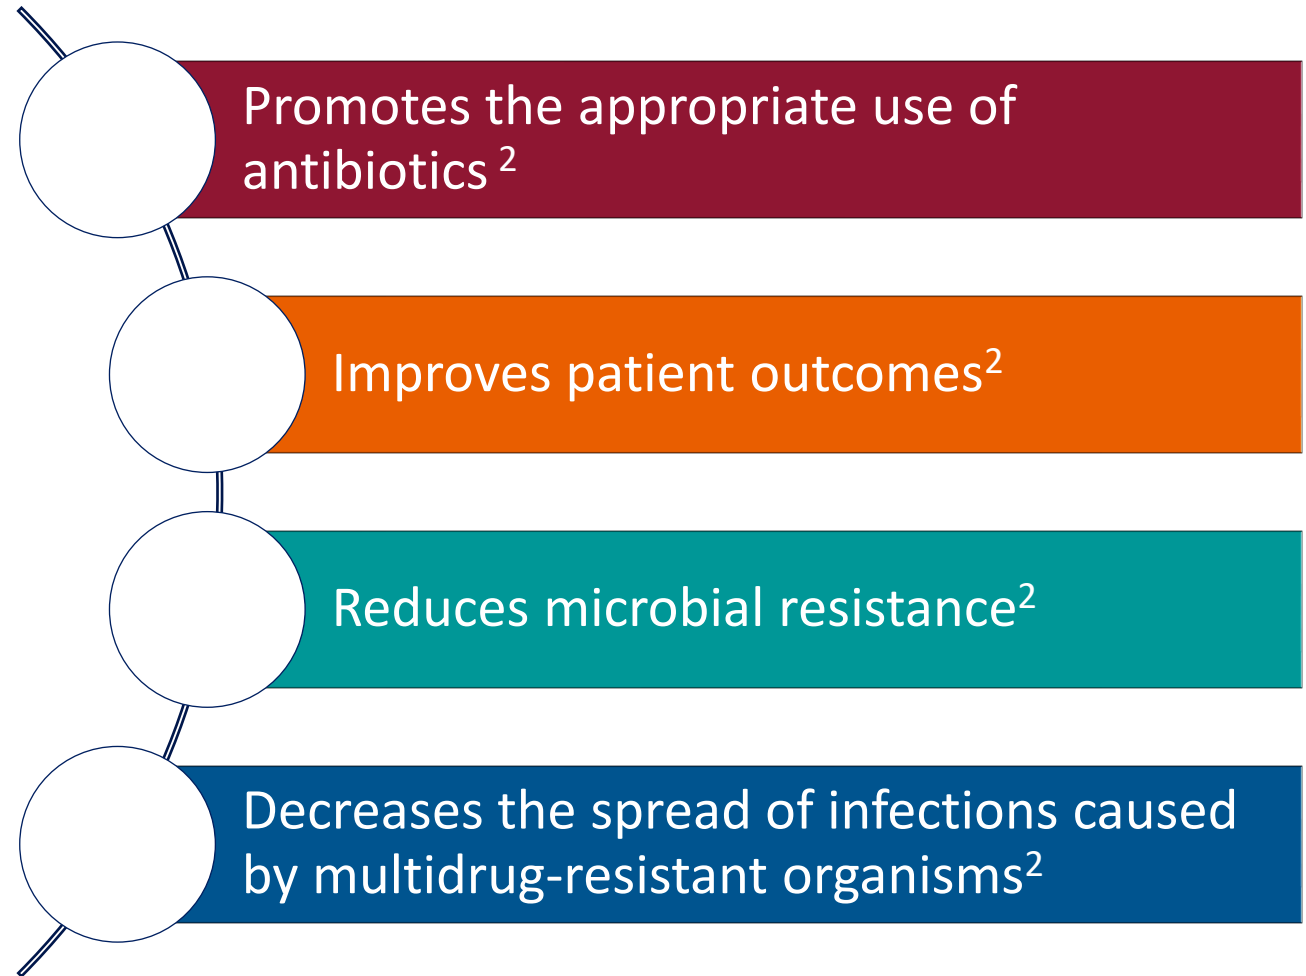 Promotes the appropriate use of
antibiotics ²
Improves patient outcomes²
Reduces microbial resistance²
Decreases the spread of infections caused
by multidrug-resistant organisms²